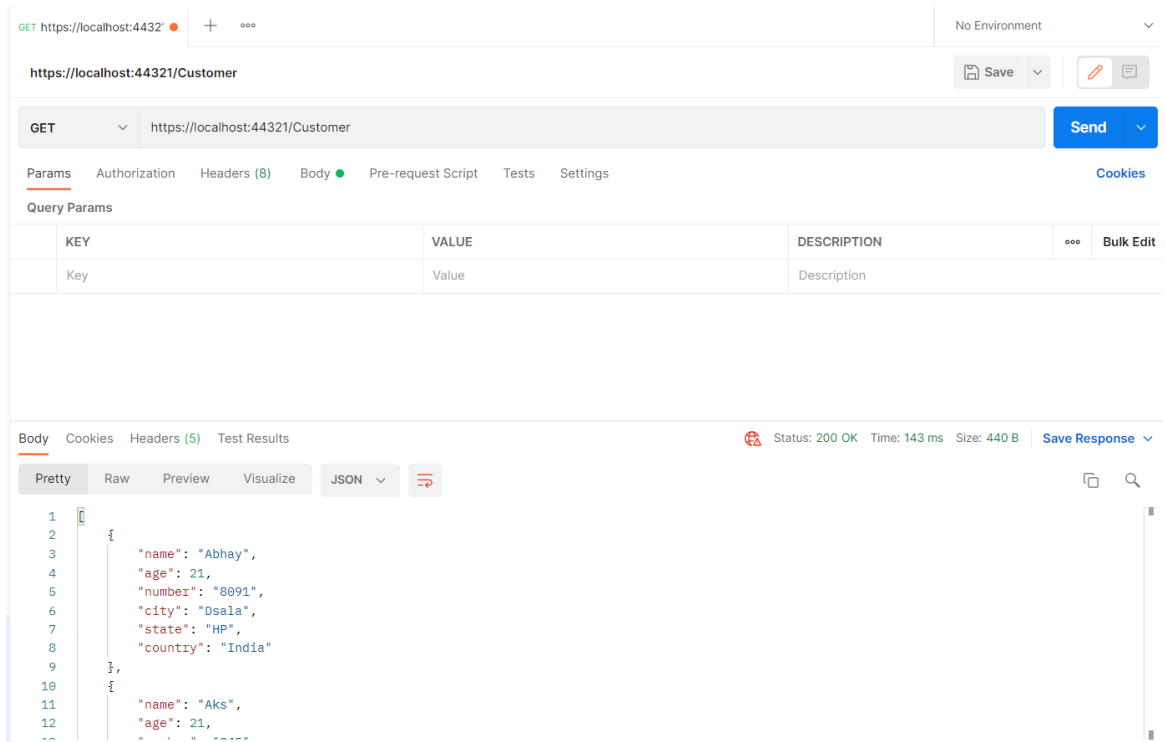 GET https://localhost:4432
No Environment
https://localhost:44321/Customer
Save
GET https://localhost:44321/Customer Send
Params Authorization Headers (8) Body Pre-request Script Tests Settings Cookies
Query Params
KEY VALUE DESCRIPTION Bulk Edit
Key Value Description
Body Cookies Headers (5) Test Results Status: 200 OK Time: 143 ms Size: 440 B Save Response
Pretty Raw Preview Visualize JSON
1 [
2 {
3 "name": "Abhay",
4 "age": 21,
5 "number": "8091",
6 "city": "Dsala",
7 "state": "HP",
8 "country": "India"
9 },
10 {
11 "name": "Aks",
12 "age": 21,